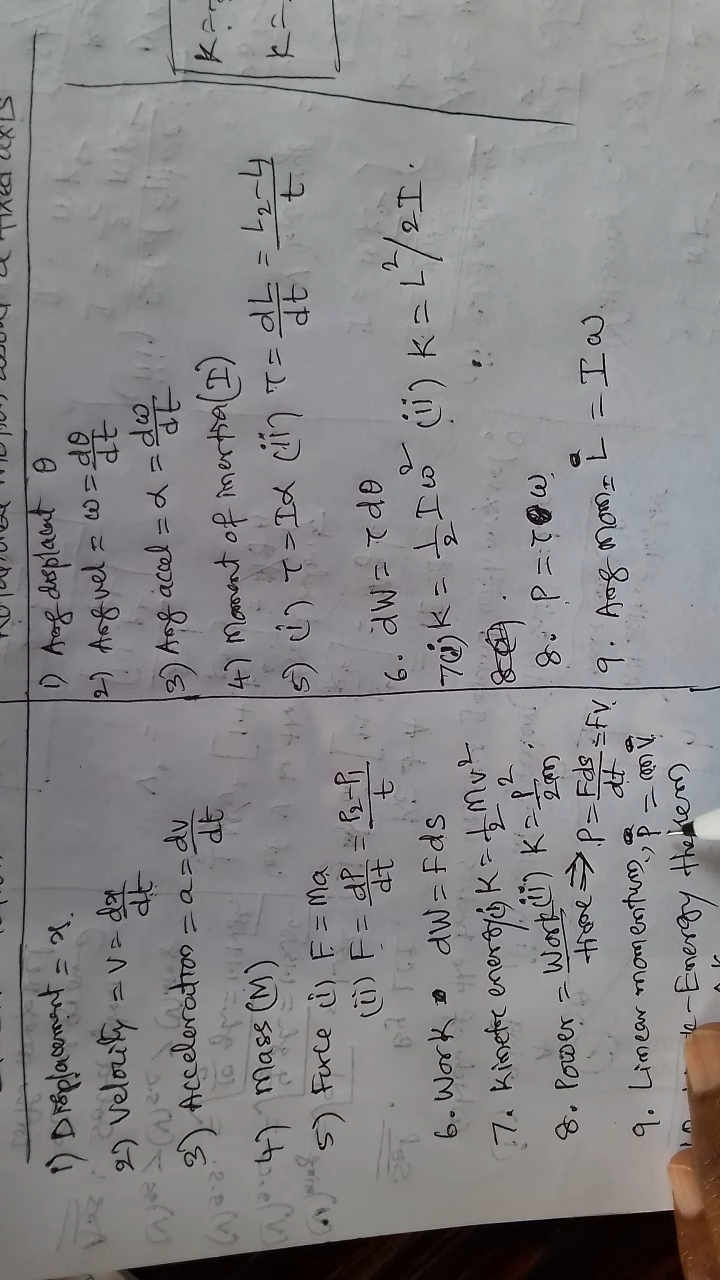 Rotational motion about a fixed axis
1) Displacement = x.
2) Velocity = v = dx/dt
3) Acceleration = a = dv/dt
4) Mass (M)
5) Force (i) F = Ma
(ii) F = dP/dt = P2-P1/t
6. Work dW = Fds
7. Kinetic energy (i) K = 1/2 Mv²
(ii) K = P²/2m.
8. Power = Work/time ⇒ P = Fds/dt = FV
9. Linear momentum, P = mv
-Energy theorem
1) Ang displacnt θ
2) Ang vel = ω = dθ/dt
3) Ang accel = α = dω/dt
4) Moment of inertia (I)
5) (i) τ = Iα (ii) τ = dL/dt = L2-L1/t
6. dW = τ dθ
7(i) K = 1/2 Iω² (ii) K = L²/2I.
8. P = τ ω.
9. Ang mom = L = I ω.
K =
K =